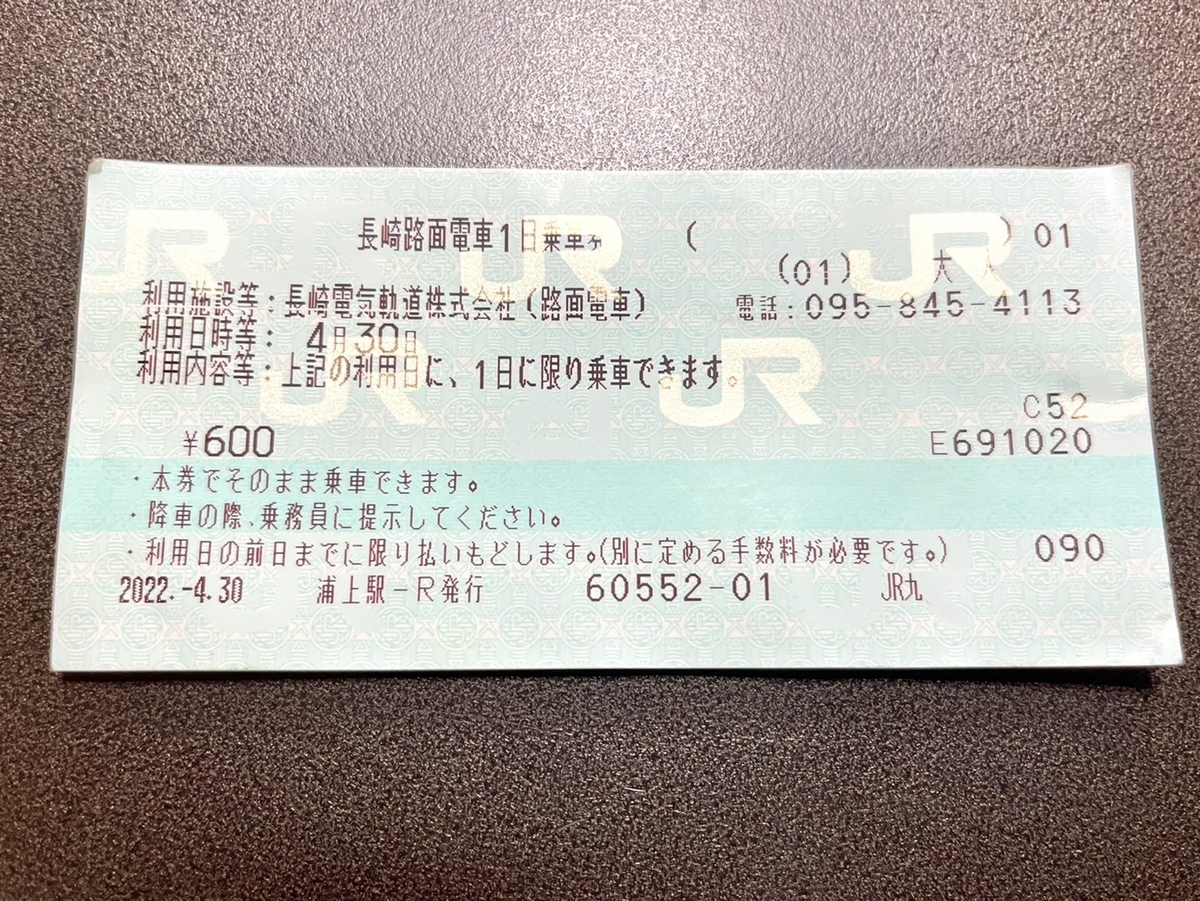 長崎路面電車1日乗車券 ( ) 01
(01) 大人
利用施設等:長崎電気軌道株式会社(路面電車) 電話:095-845-4113
利用日時等: 4月30日
利用内容等:上記の利用日に、1日に限り乗車できます。
C52
¥600 E691020
・本券でそのまま乗車できます。
・降車の際、乗務員に提示してください。
・利用日の前日までに限り払いもどします。(別に定める手数料が必要です。) 090
2022.-4.30 浦上駅-R発行 60552-01 JR九
JR JR JR
JR JR